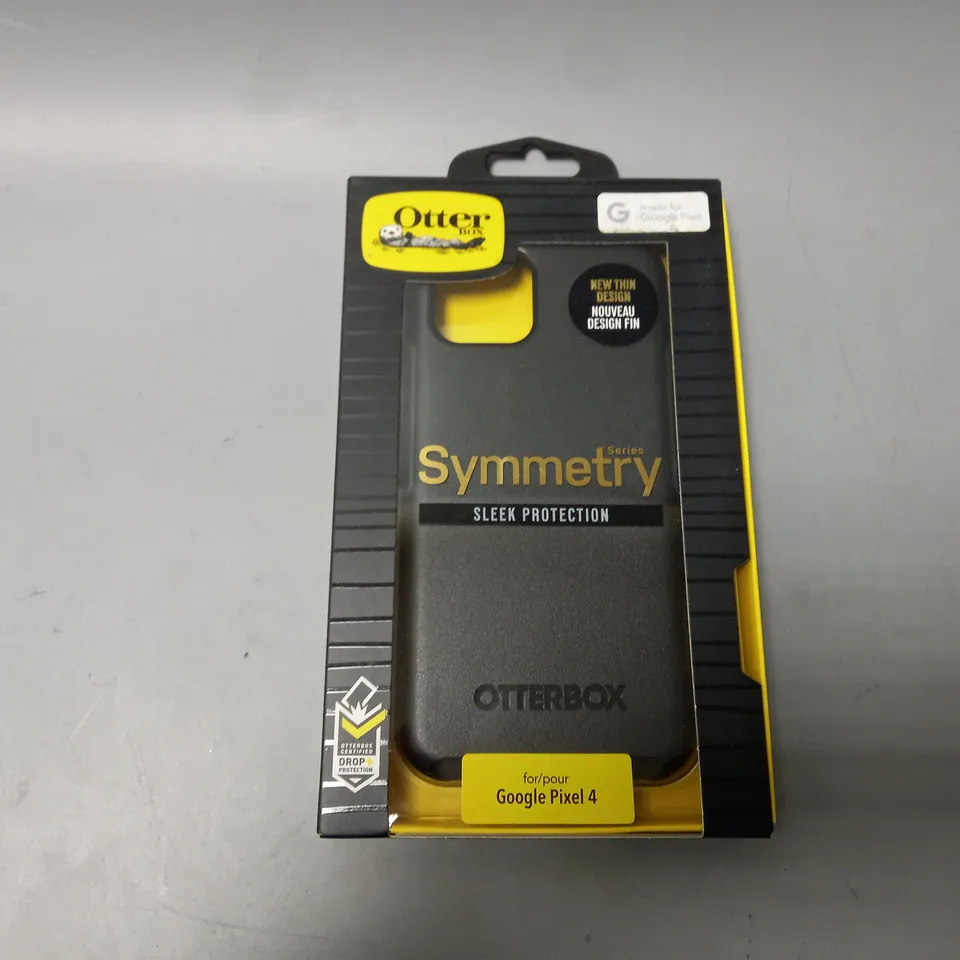 Otter
BOX
G
made for
Google Pixel
NEW THIN
DESIGN
NOUVEAU
DESIGN FIN
Series
Symmetry
SLEEK PROTECTION
OTTERBOX
OTTERBOX
CERTIFIED
DROP+
PROTECTION
for/pour
Google Pixel 4